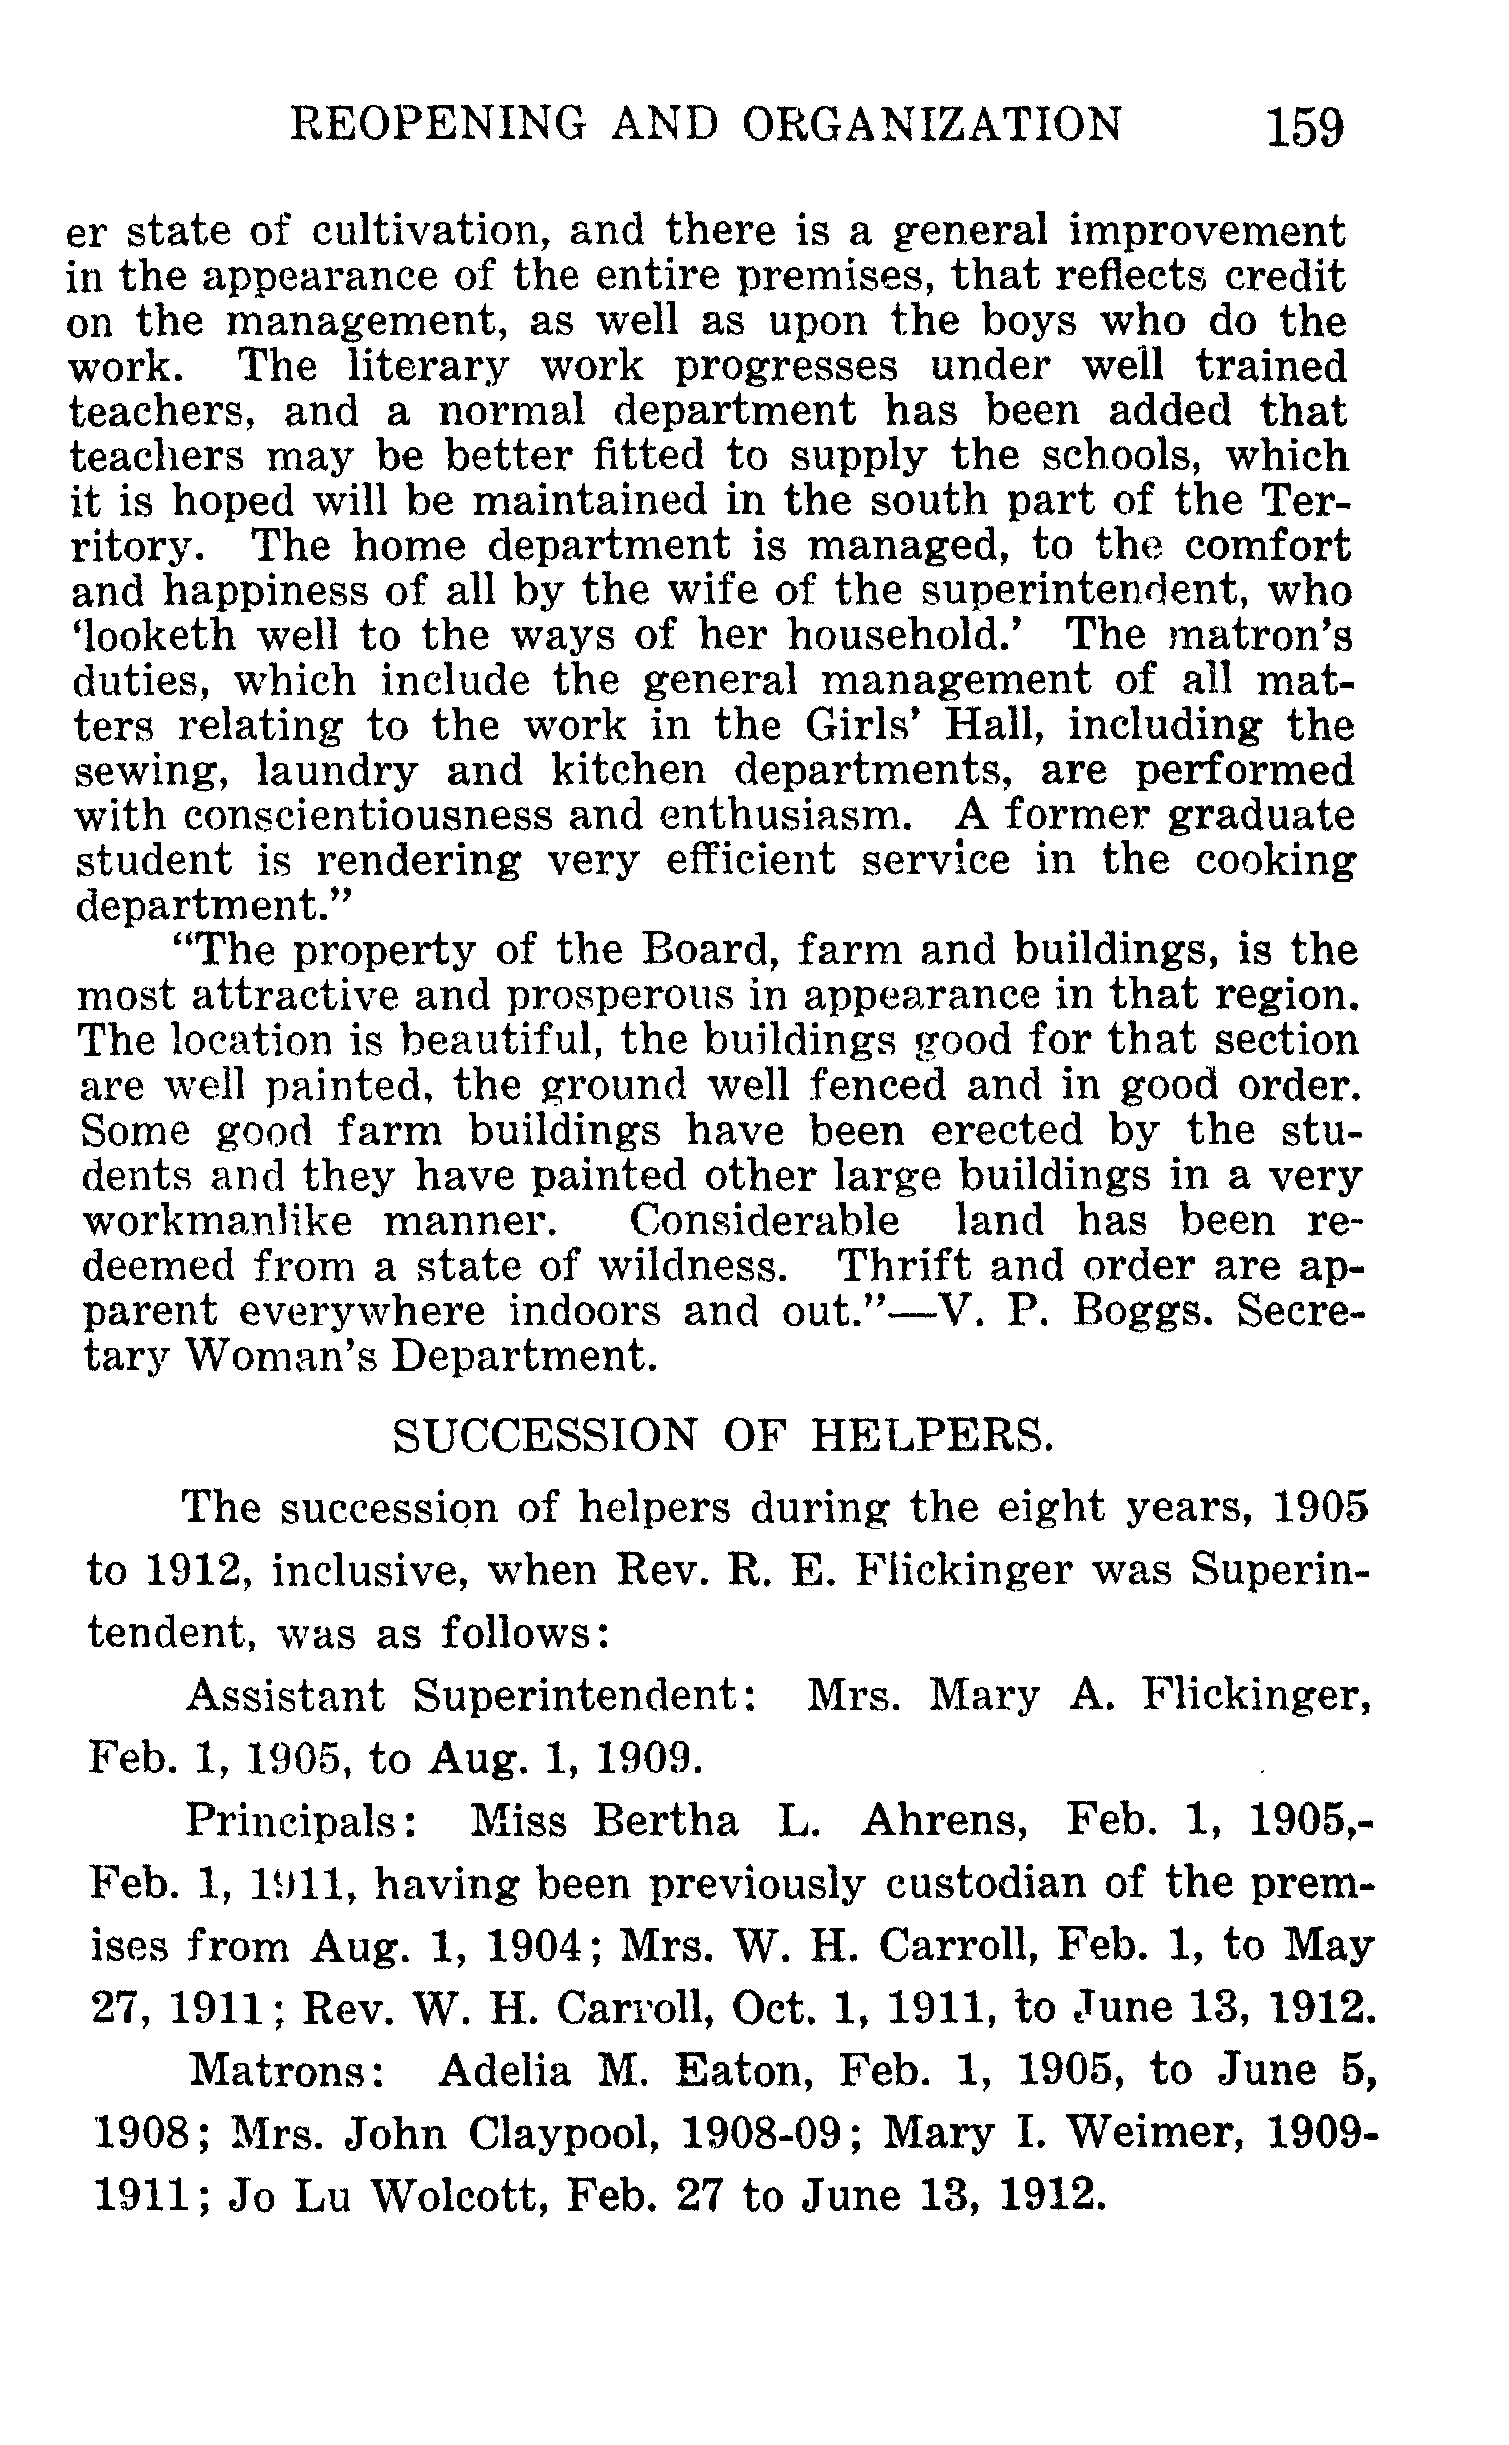 REOPENING AND ORGANIZATION 159
er state of cultivation, and there is a general improvement
in the appearance of the entire premises, that reflects credit
on the management, as well as upon the boys who do the
work. The literary work progresses under well trained
teachers, and a normal department has been added that
teachers may be better fitted to supply the schools, which
it is hoped will be maintained in the south part of the Ter-
ritory. The home department is managed, to the comfort
and happiness of all by the wife of the superintendent, who
‘looketh well to the ways of her household.’ The matron's
duties, which include the general management of all mat-
ters relating to the work in the Girls' Hall, including the
sewing, laundry and kitchen departments, are performed
with conscientiousness and enthusiasm. A former graduate
student is rendering very efficient service in the cooking
department.”
“The property of the Board, farm and buildings, is the
most attractive and prosperous in appearance in that region.
The location is beautiful, the buildings good for that section
are well painted, the ground well fenced and in good order.
Some good farm buildings have been erected by the stu-
dents and they have painted other large buildings in a very
workmanlike manner. Considerable land has been re-
deemed from a state of wildness. Thrift and order are ap-
parent everywhere indoors and out.”—V. P. Boggs. Secre-
tary Woman's Department.
SUCCESSION OF HELPERS.
The succession of helpers during the eight years, 1905
to 1912, inclusive, when Rev. R. E. Flickinger was Superin-
tendent, was as follows:
Assistant Superintendent: Mrs. Mary A. Flickinger,
Feb. 1, 1905, to Aug. 1, 1909.
Principals: Miss Bertha L. Ahrens, Feb. 1, 1905,-
Feb. 1, 1911, having been previously custodian of the prem-
ises from Aug. 1, 1904; Mrs. W. H. Carroll, Feb. 1, to May
27, 1911; Rev. W. H. Carroll, Oct. 1, 1911, to June 13, 1912.
Matrons: Adelia M. Eaton, Feb. 1, 1905, to June 5,
1908; Mrs. John Claypool, 1908-09; Mary I. Weimer, 1909-
1911; Jo Lu Wolcott, Feb. 27 to June 13, 1912.